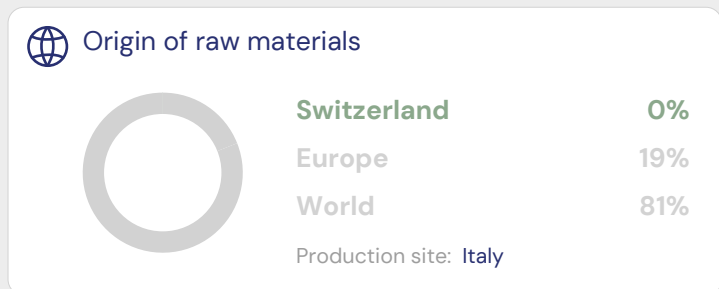 Origin of raw materials
Switzerland 0%
Europe 19%
World 81%
Production site: Italy